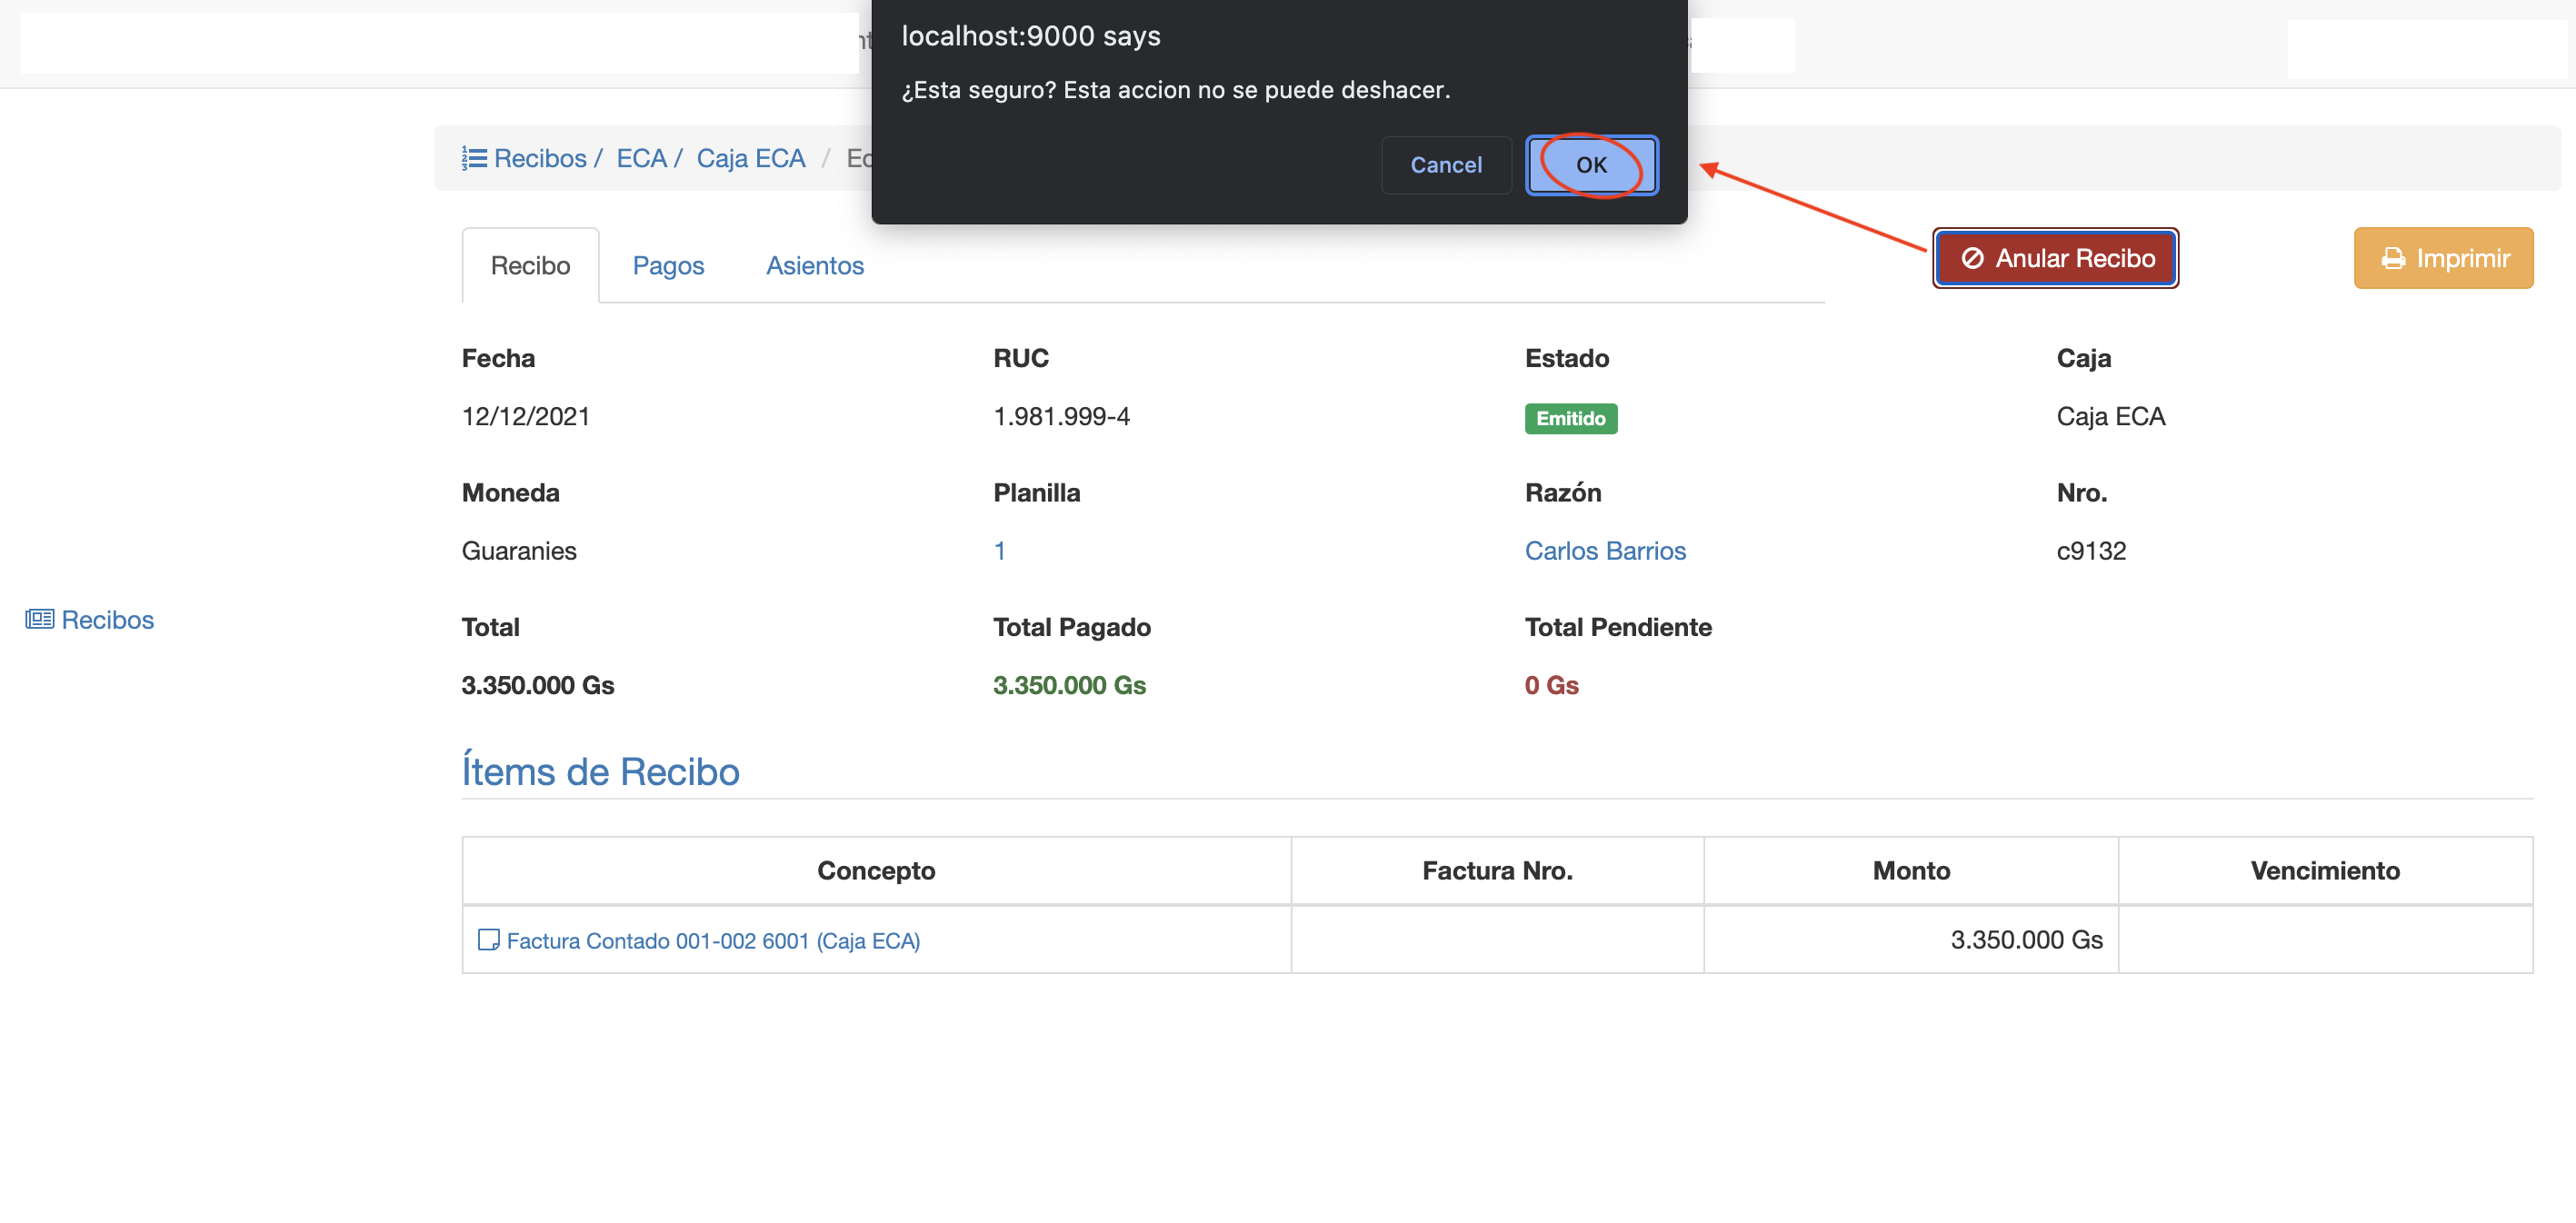 localhost:9000 says
¿Esta seguro? Esta accion no se puede deshacer.
Cancel OK
Recibos / ECA / Caja ECA /
Recibo Pagos Asientos Anular Recibo Imprimir
Fecha RUC Estado Caja
12/12/2021 1.981.999-4 Emitido Caja ECA
Moneda Planilla Razón Nro.
Guaranies 1 Carlos Barrios c9132
Recibos
Total Total Pagado Total Pendiente
3.350.000 Gs 3.350.000 Gs 0 Gs
Ítems de Recibo
Concepto Factura Nro. Monto Vencimiento
Factura Contado 001-002 6001 (Caja ECA) 3.350.000 Gs